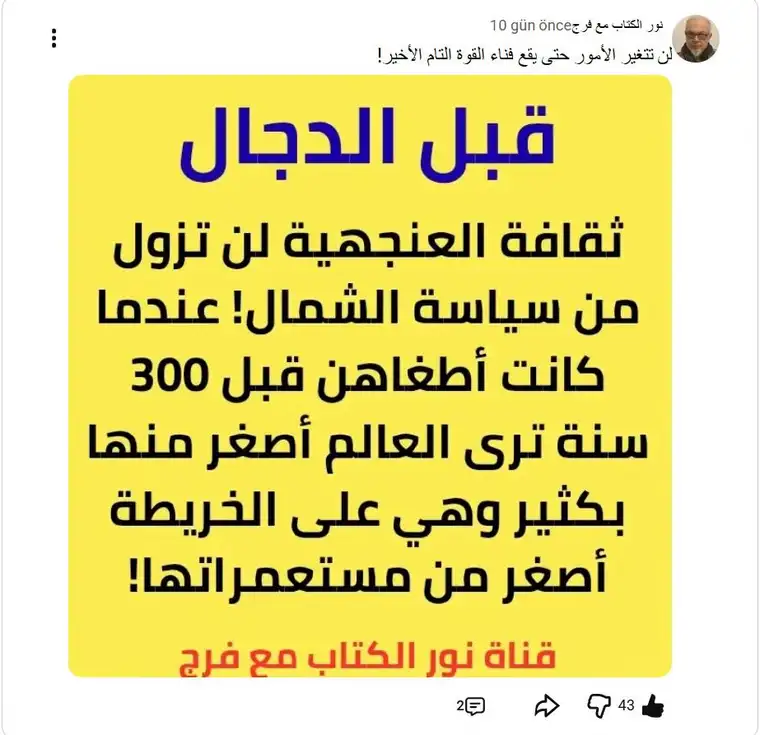 نور الكتاب مع فرج10 gün önce
لن تتغير الأمور حتى يقع فناء القوة التام الأخير!
قبل الدجال
ثقافة العنجهية لن تزول
من سياسة الشمال! عندما
كانت أطغاهن قبل 300
سنة ترى العالم أصغر منها
بكثير وهي على الخريطة
أصغر من مستعمراتها!
قناة نور الكتاب مع فرج
2 43